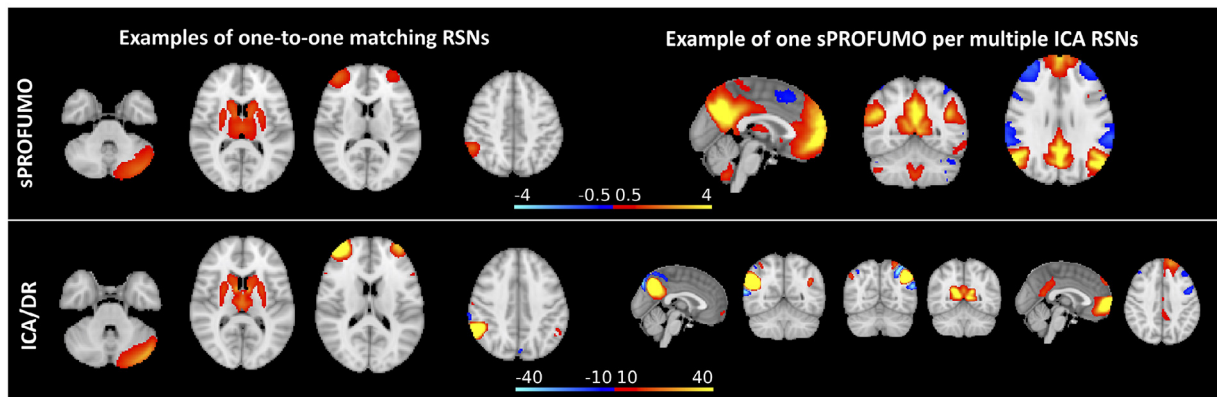 Examples of one-to-one matching RSNs
Example of one sPROFUMO per multiple ICA RSNs
sPROFUMO
-4 -0.5 0.5 4
ICA/DR
-40 -10 10 40